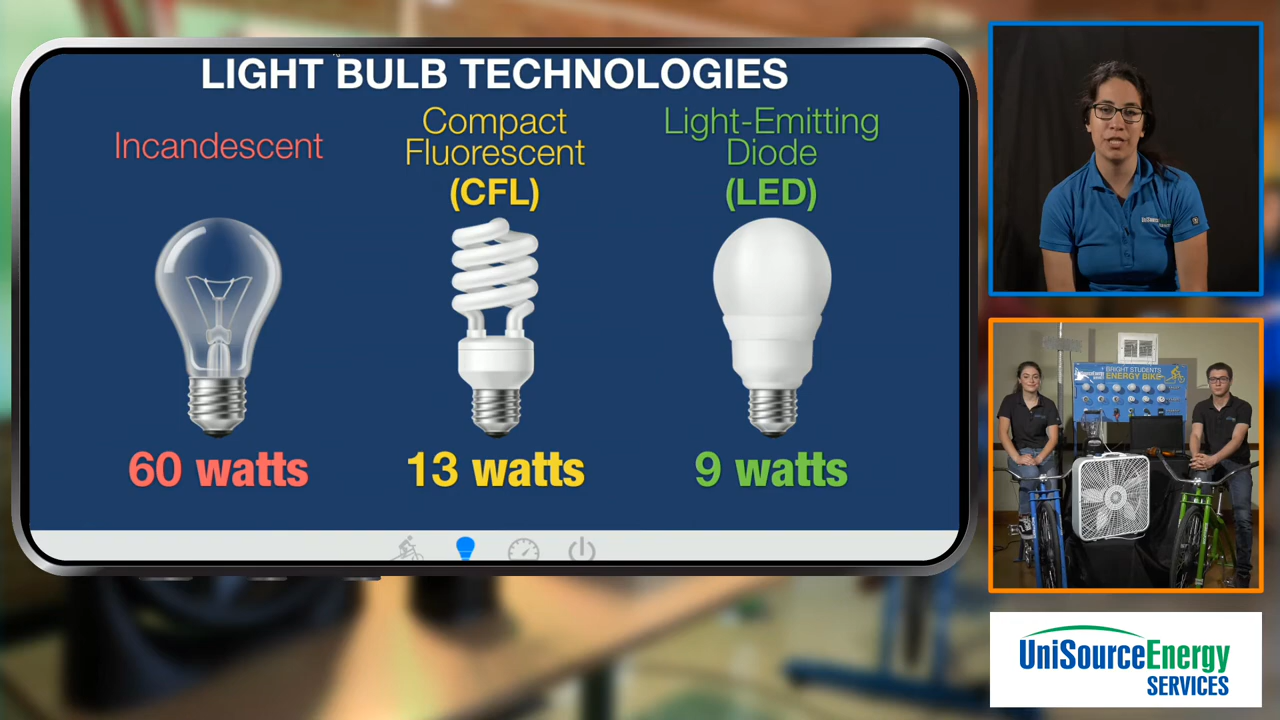 LIGHT BULB TECHNOLOGIES
Incandescent
Compact
Fluorescent
(CFL)
Light-Emitting
Diode
(LED)
60 watts
13 watts
9 watts
BRIGHT STUDENTS
ENERGY BIKE
UniSourceEnergy
SERVICES